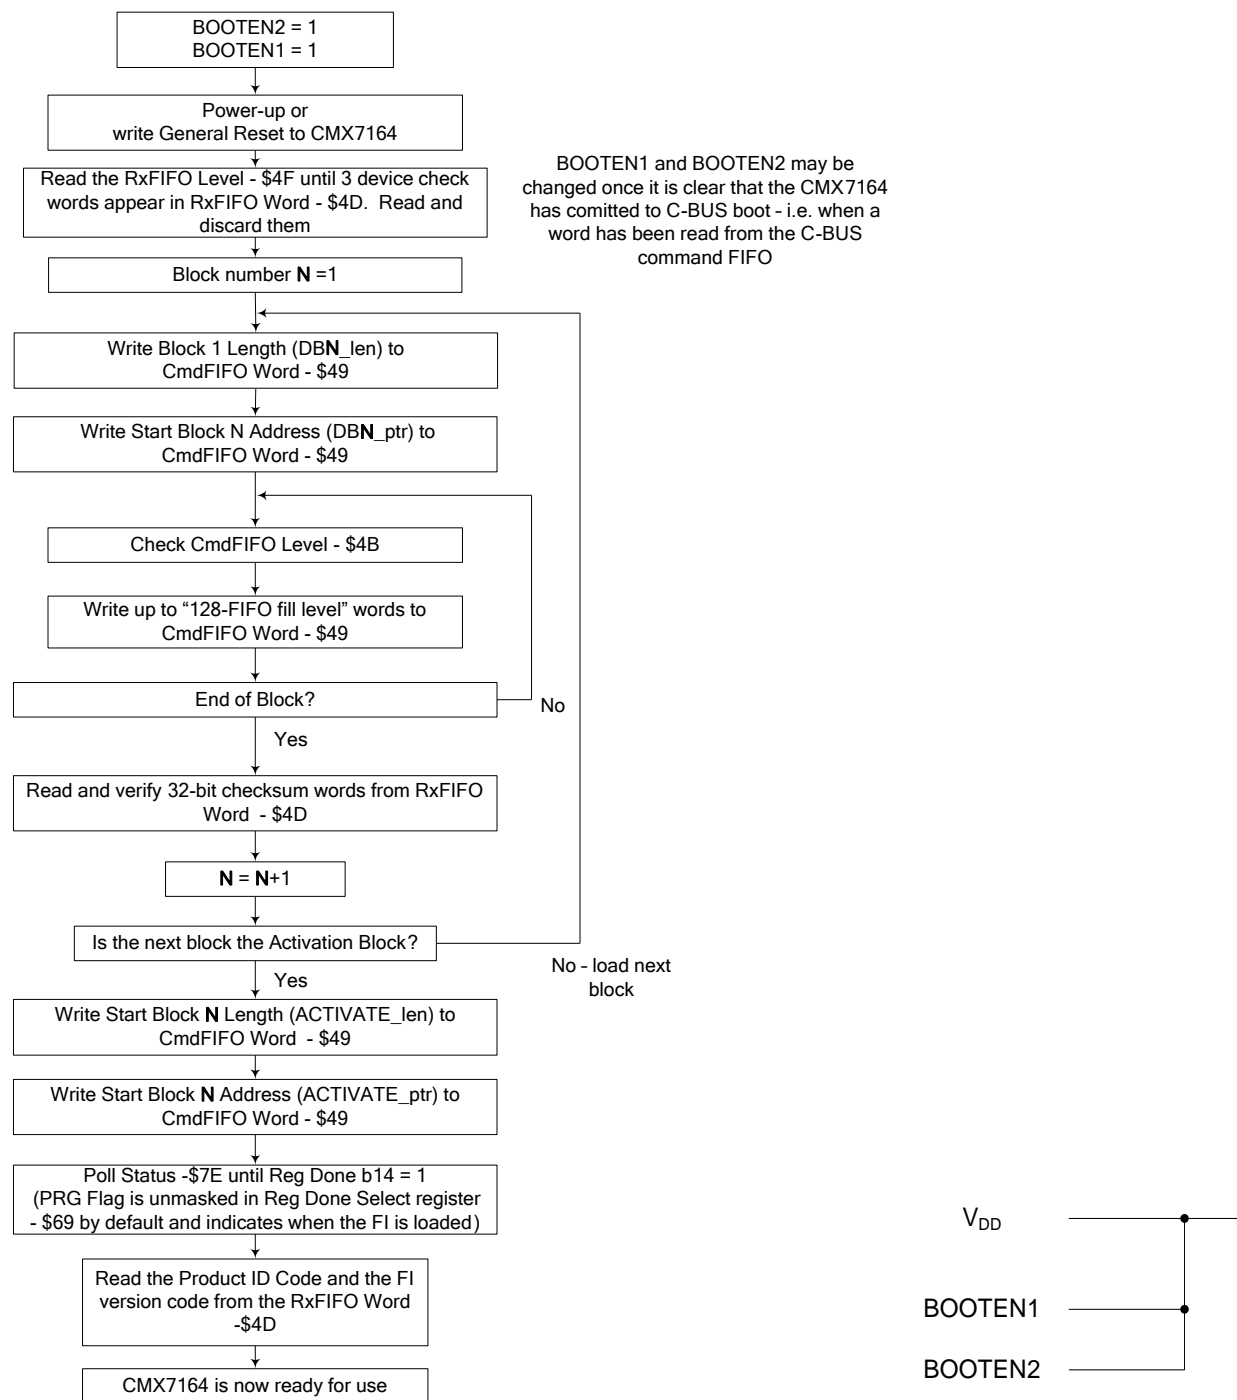 BOOTEN2 = 1
BOOTEN1 = 1
Power-up or
write General Reset to CMX7164
Read the RxFIFO Level - $4F until 3 device check
words appear in RxFIFO Word - $4D.  Read and
discard them
BOOTEN1 and BOOTEN2 may be
changed once it is clear that the CMX7164
has comitted to C-BUS boot - i.e. when a
word has been read from the C-BUS
command FIFO
Block number N =1
Write Block 1 Length (DBN_len) to
CmdFIFO Word - $49
Write Start Block N Address (DBN_ptr) to
CmdFIFO Word - $49
Check CmdFIFO Level - $4B
Write up to “128-FIFO fill level” words to
CmdFIFO Word - $49
End of Block?
No
Yes
Read and verify 32-bit checksum words from RxFIFO
Word  - $4D
N = N+1
Is the next block the Activation Block?
No - load next
block
Yes
Write Start Block N Length (ACTIVATE_len) to
CmdFIFO Word  - $49
Write Start Block N Address (ACTIVATE_ptr) to
CmdFIFO Word - $49
Poll Status -$7E until Reg Done b14 = 1
(PRG Flag is unmasked in Reg Done Select register
- $69 by default and indicates when the FI is loaded)
Read the Product ID Code and the FI
version code from the RxFIFO Word
-$4D
CMX7164 is now ready for use
VDD
BOOTEN1
BOOTEN2